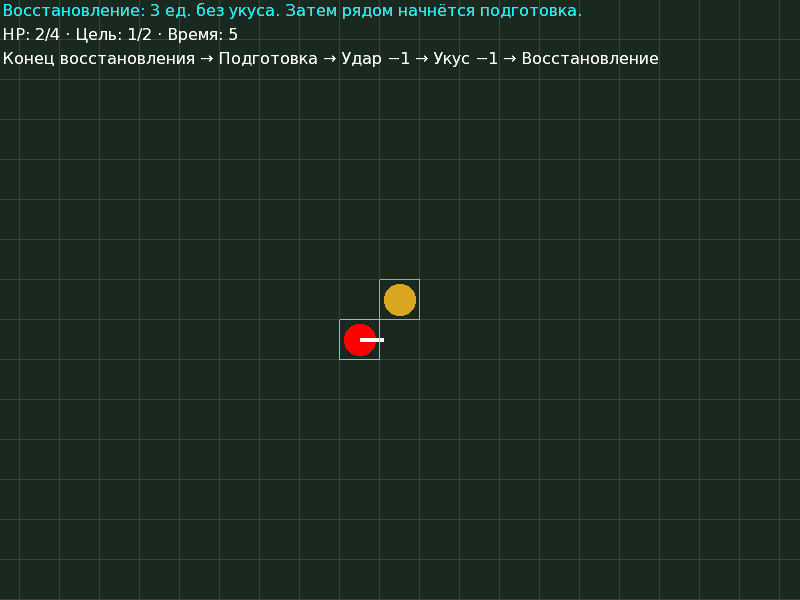 Восстановление: 3 ед. без укуса. Затем рядом начнётся подготовка.
HP: 2/4 · Цель: 1/2 · Время: 5
Конец восстановления → Подготовка → Удар −1 → Укус −1 → Восстановление